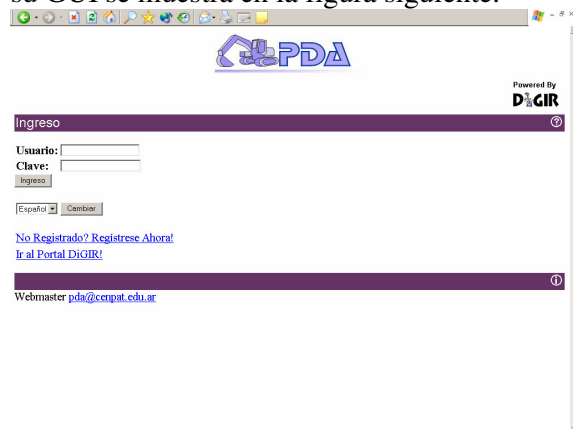 su GUI se muestra en la figura siguiente:
PDA
Powered By
DiGIR
Ingreso
Usuario:
Clave:
Ingreso
Español Cambiar
No Registrado? Registrese Ahora!
Ir al Portal DiGIR!
Webmaster pda@cenpat.edu.ar